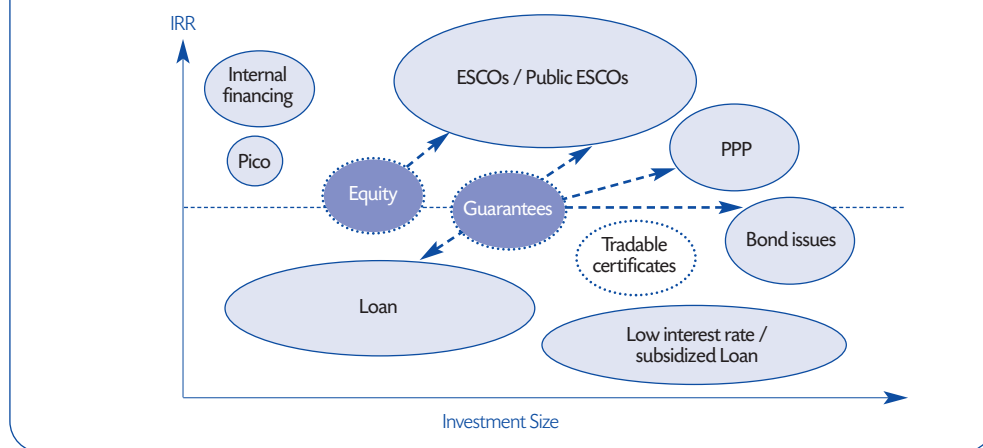 IRR
Internal
financing
ESCOs / Public ESCOs
Pico
PPP
Equity
Guarantees
Tradable
certificates
Bond issues
Loan
Low interest rate /
subsidized Loan
Investment Size